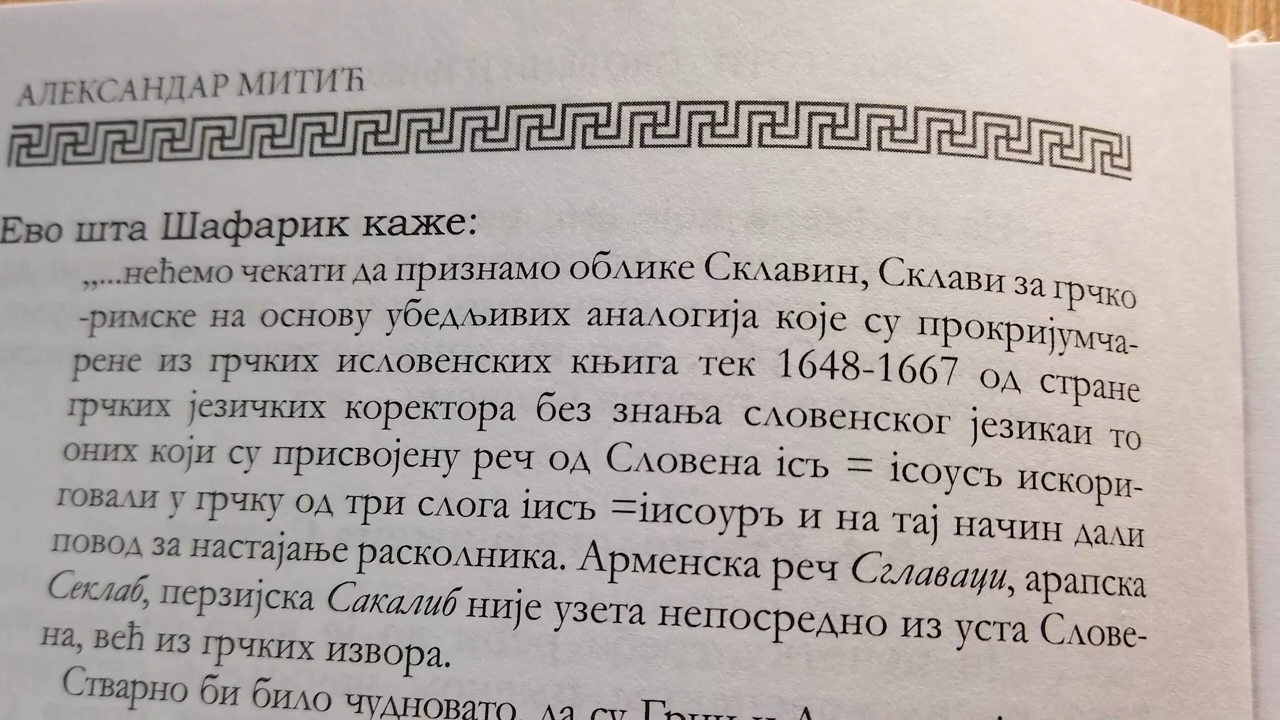 АЛЕКСАНДАР МИТИЋ
Ево шта Шафарик каже:
„...нећемо чекати да признамо облике Склавин, Склави за грчко
-римске на основу убедљивих аналогија које су прокријумча-
рене из грчких исловенских књига тек 1648-1667 од стране
грчких језичких коректора без знања словенског језикаи то
оних који су присвојену реч од Словена ісъ = ісоусъ искори-
говали у грчку од три слога іисъ =іисоуръ и на тај начин дали
повод за настајање расколника. Арменска реч Сглаваци, арапска
Секлаб, перзијска Сакалиб није узета непосредно из уста Слове-
на, већ из грчких извора.
Стварно би било чудновато, да су Грци и